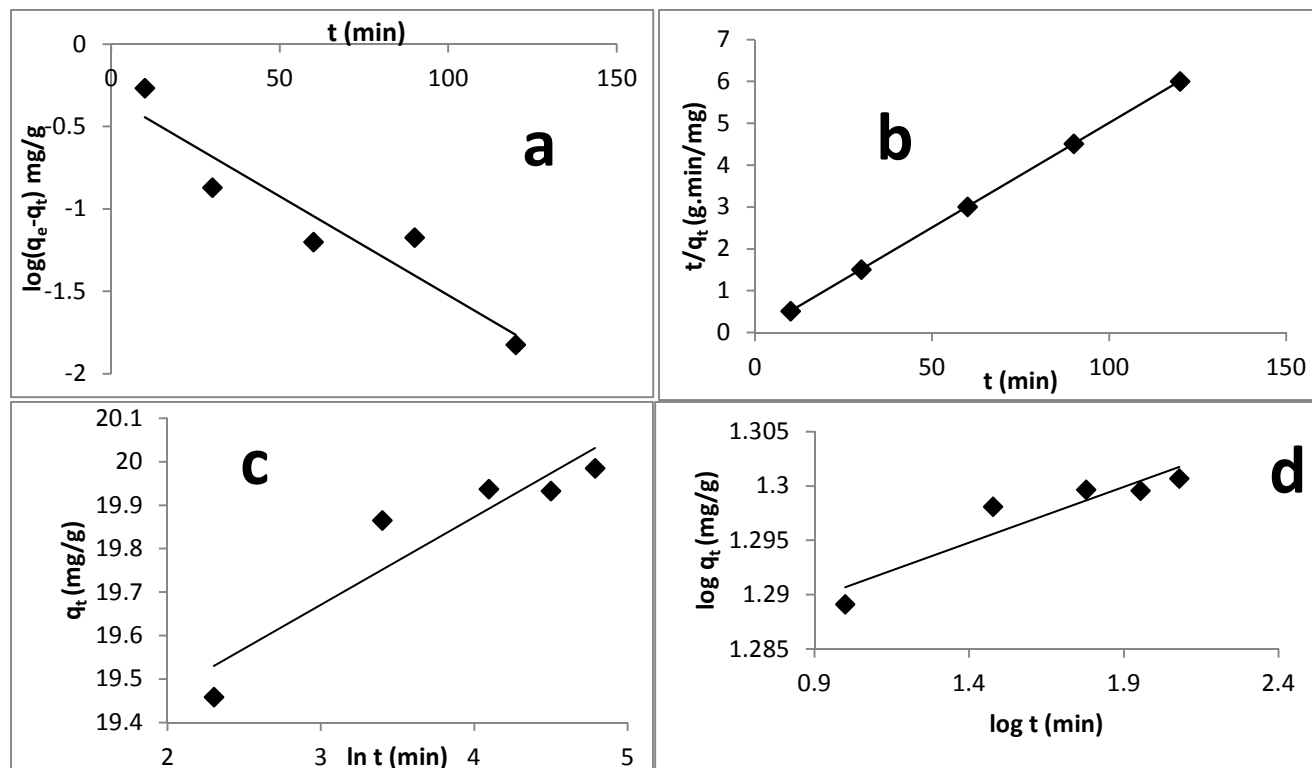 t (min)
0
0 50 100 150
-0.5
-1
-1.5
-2
log(qₑ-qₜ) mg/g
a
7
6
5
4
3
2
1
0
0 50 100 150
t/qₜ (g.min/mg)
t (min)
b
20.1
20
19.9
19.8
19.7
19.6
19.5
19.4
2 3 4 5
qₜ (mg/g)
ln t (min)
c
1.305
1.3
1.295
1.29
1.285
0.9 1.4 1.9 2.4
log qₜ (mg/g)
log t (min)
d